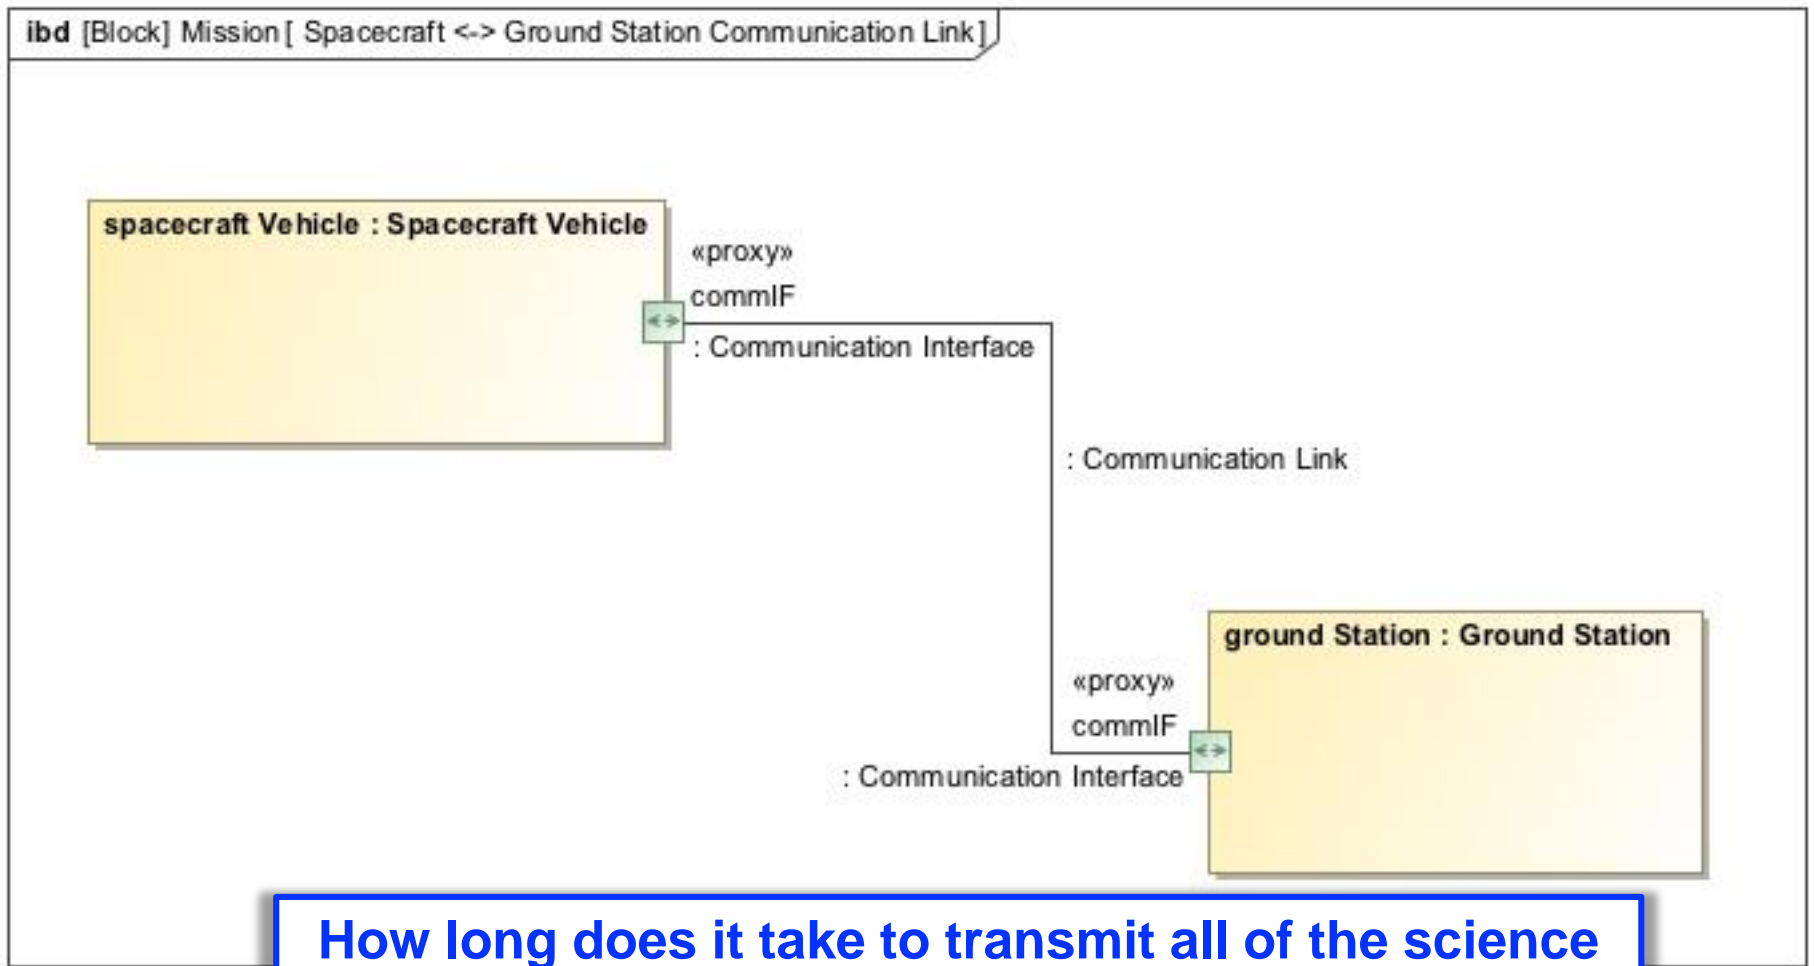 ibd [Block] Mission [ Spacecraft <-> Ground Station Communication Link ]
spacecraft Vehicle : Spacecraft Vehicle
«proxy»
commIF
: Communication Interface
: Communication Link
ground Station : Ground Station
«proxy»
commIF
: Communication Interface
How long does it take to transmit all of the science